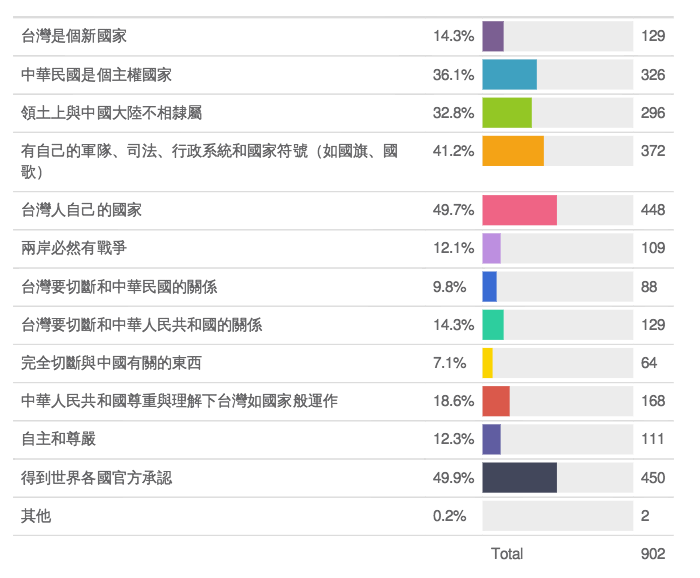 台灣是個新國家 14.3% 129
中華民國是個主權國家 36.1% 326
領土上與中國大陸不相隸屬 32.8% 296
有自己的軍隊、司法、行政系統和國家符號（如國旗、國 41.2% 372
歌）
台灣人自己的國家 49.7% 448
兩岸必然有戰爭 12.1% 109
台灣要切斷和中華民國的關係 9.8% 88
台灣要切斷和中華人民共和國的關係 14.3% 129
完全切斷與中國有關的東西 7.1% 64
中華人民共和國尊重與理解下台灣如國家般運作 18.6% 168
自主和尊嚴 12.3% 111
得到世界各國官方承認 49.9% 450
其他 0.2% 2
Total 902